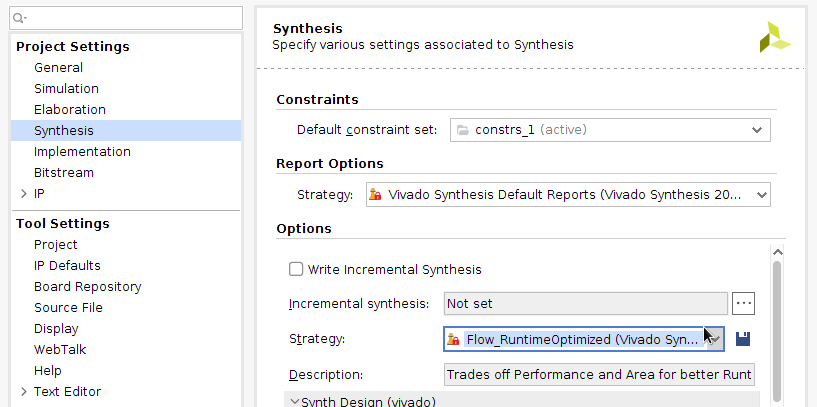 Project Settings
General
Simulation
Elaboration
Synthesis
Implementation
Bitstream
IP
Tool Settings
Project
IP Defaults
Board Repository
Source File
Display
WebTalk
Help
Text Editor
Synthesis
Specify various settings associated to Synthesis
Constraints
Default constraint set: constrs_1 (active)
Report Options
Strategy: Vivado Synthesis Default Reports (Vivado Synthesis 20...
Options
Write Incremental Synthesis
Incremental synthesis: Not set ...
Strategy: Flow_RuntimeOptimized (Vivado Syn...
Description: Trades off Performance and Area for better Runt
Synth Design (vivado)